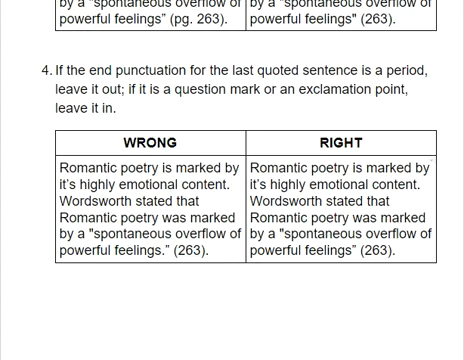 by a "spontaneous overflow of by a "spontaneous overflow of
powerful feelings” (pg. 263). powerful feelings" (263).
4. If the end punctuation for the last quoted sentence is a period,
leave it out; if it is a question mark or an exclamation point,
leave it in.
WRONG RIGHT
Romantic poetry is marked by Romantic poetry is marked by
it’s highly emotional content. it’s highly emotional content.
Wordsworth stated that Wordsworth stated that
Romantic poetry was marked Romantic poetry was marked
by a "spontaneous overflow of by a "spontaneous overflow of
powerful feelings.” (263). powerful feelings” (263).